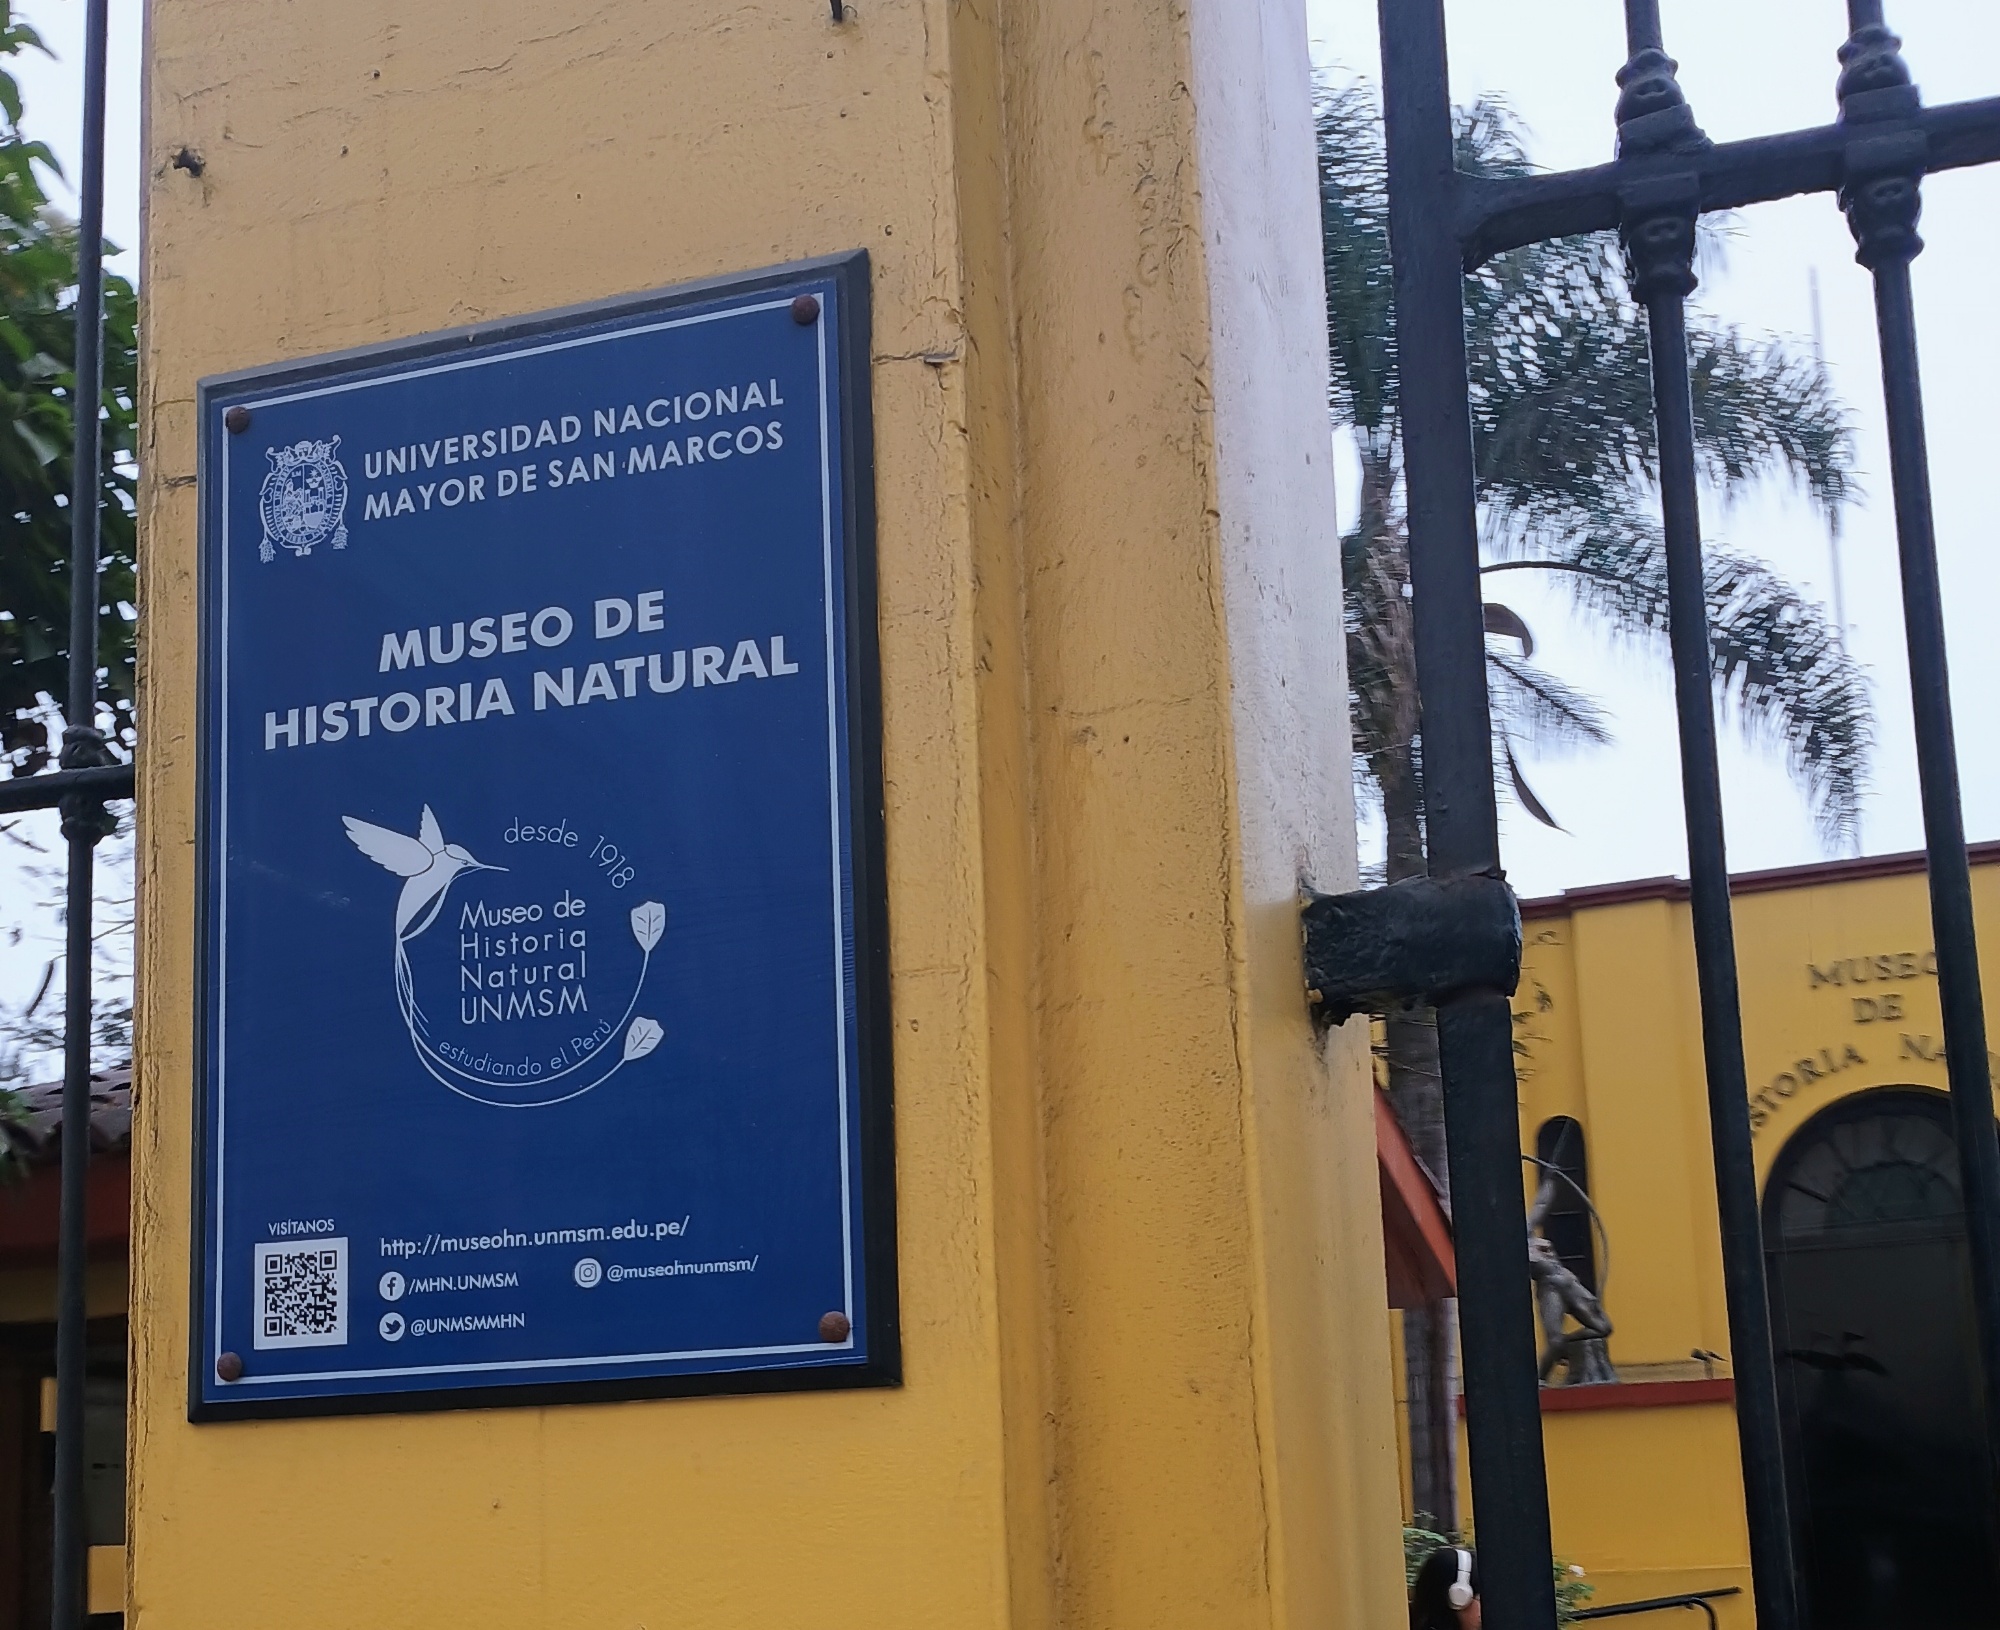 UNIVERSIDAD NACIONAL
MAYOR DE SAN MARCOS
MUSEO DE
HISTORIA NATURAL
desde 1918
Museo de
Historia
Natural
UNMSM
estudiando el Perú
VISÍTANOS
http://museohn.unmsm.edu.pe/
/MHN.UNMSM
@museohnunmsm/
@UNMSMMHN
MUSEO
DE